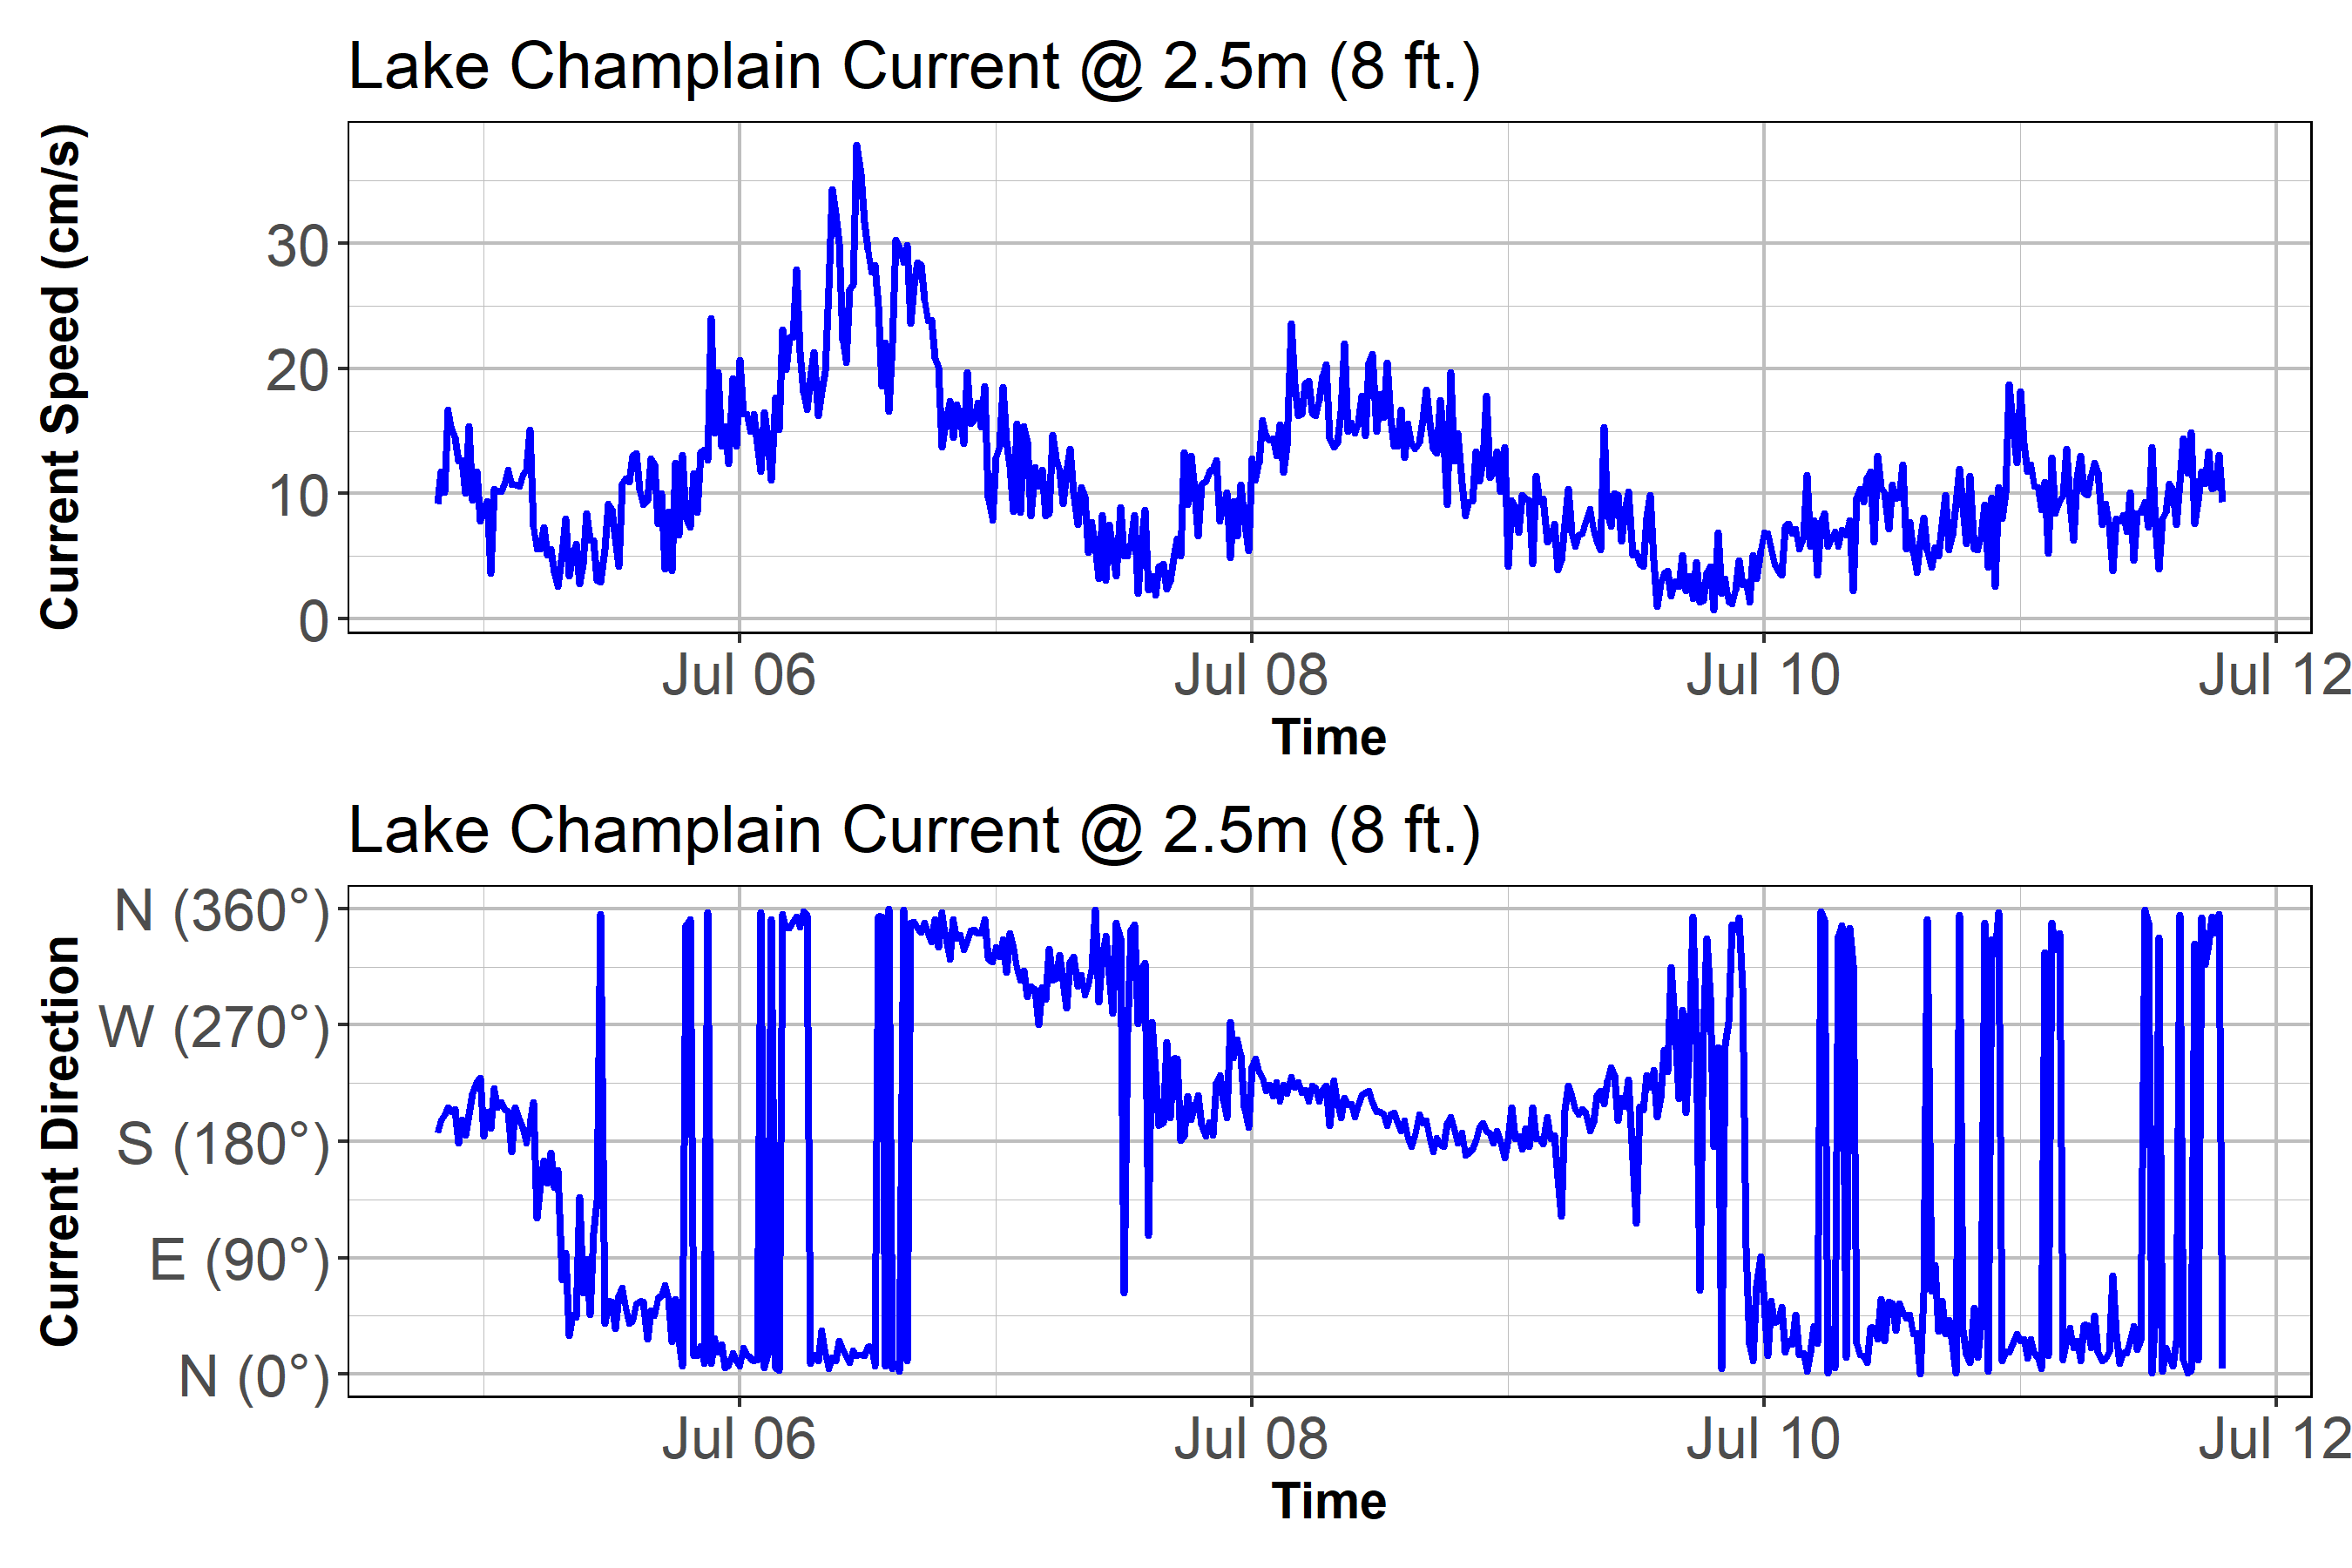 Lake Champlain Current @ 2.5m (8 ft.)
Current Speed (cm/s)
30
20
10
0
Jul 06 Jul 08 Jul 10 Jul 12
Time
Lake Champlain Current @ 2.5m (8 ft.)
Current Direction
N (360°)
W (270°)
S (180°)
E (90°)
N (0°)
Jul 06 Jul 08 Jul 10 Jul 12
Time